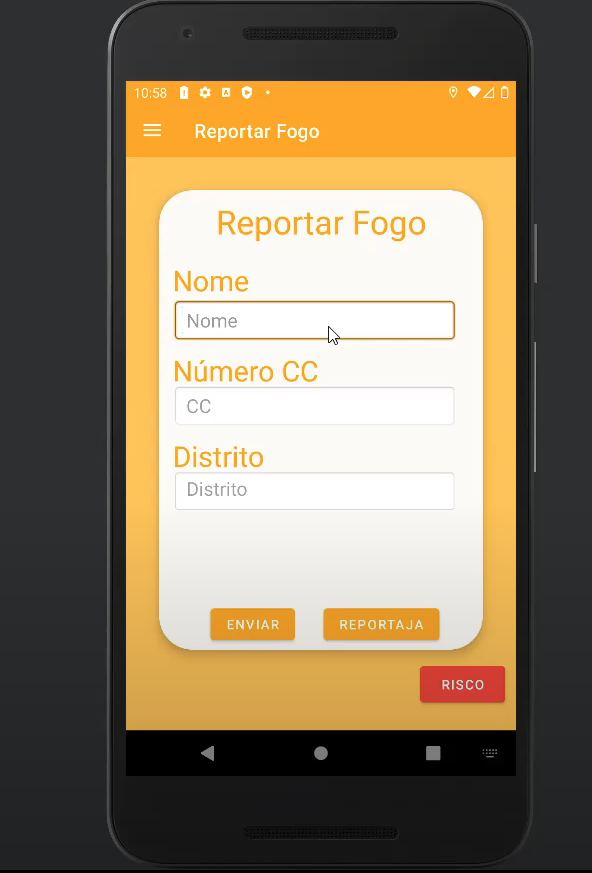 10:58
Reportar Fogo
Reportar Fogo
Nome
Nome
Número CC
CC
Distrito
Distrito
ENVIAR REPORTAJA
RISCO